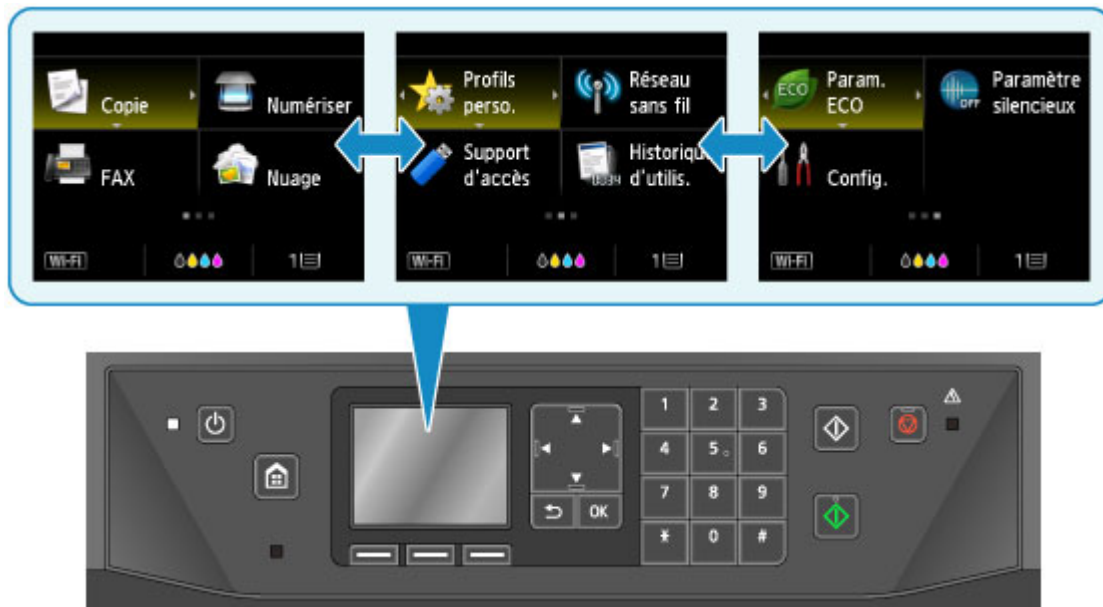 Copie
Numériser
FAX
Nuage
Wi-Fi
1
Profils
perso.
Réseau
sans fil
Support
d'accès
Historiqu
d'utilis.
Wi-Fi
1
ECO
Param.
ECO
OFF
Paramètre
silencieux
Config.
Wi-Fi
1
1 2 3
4 5 6
7 8 9
OK
* 0 #